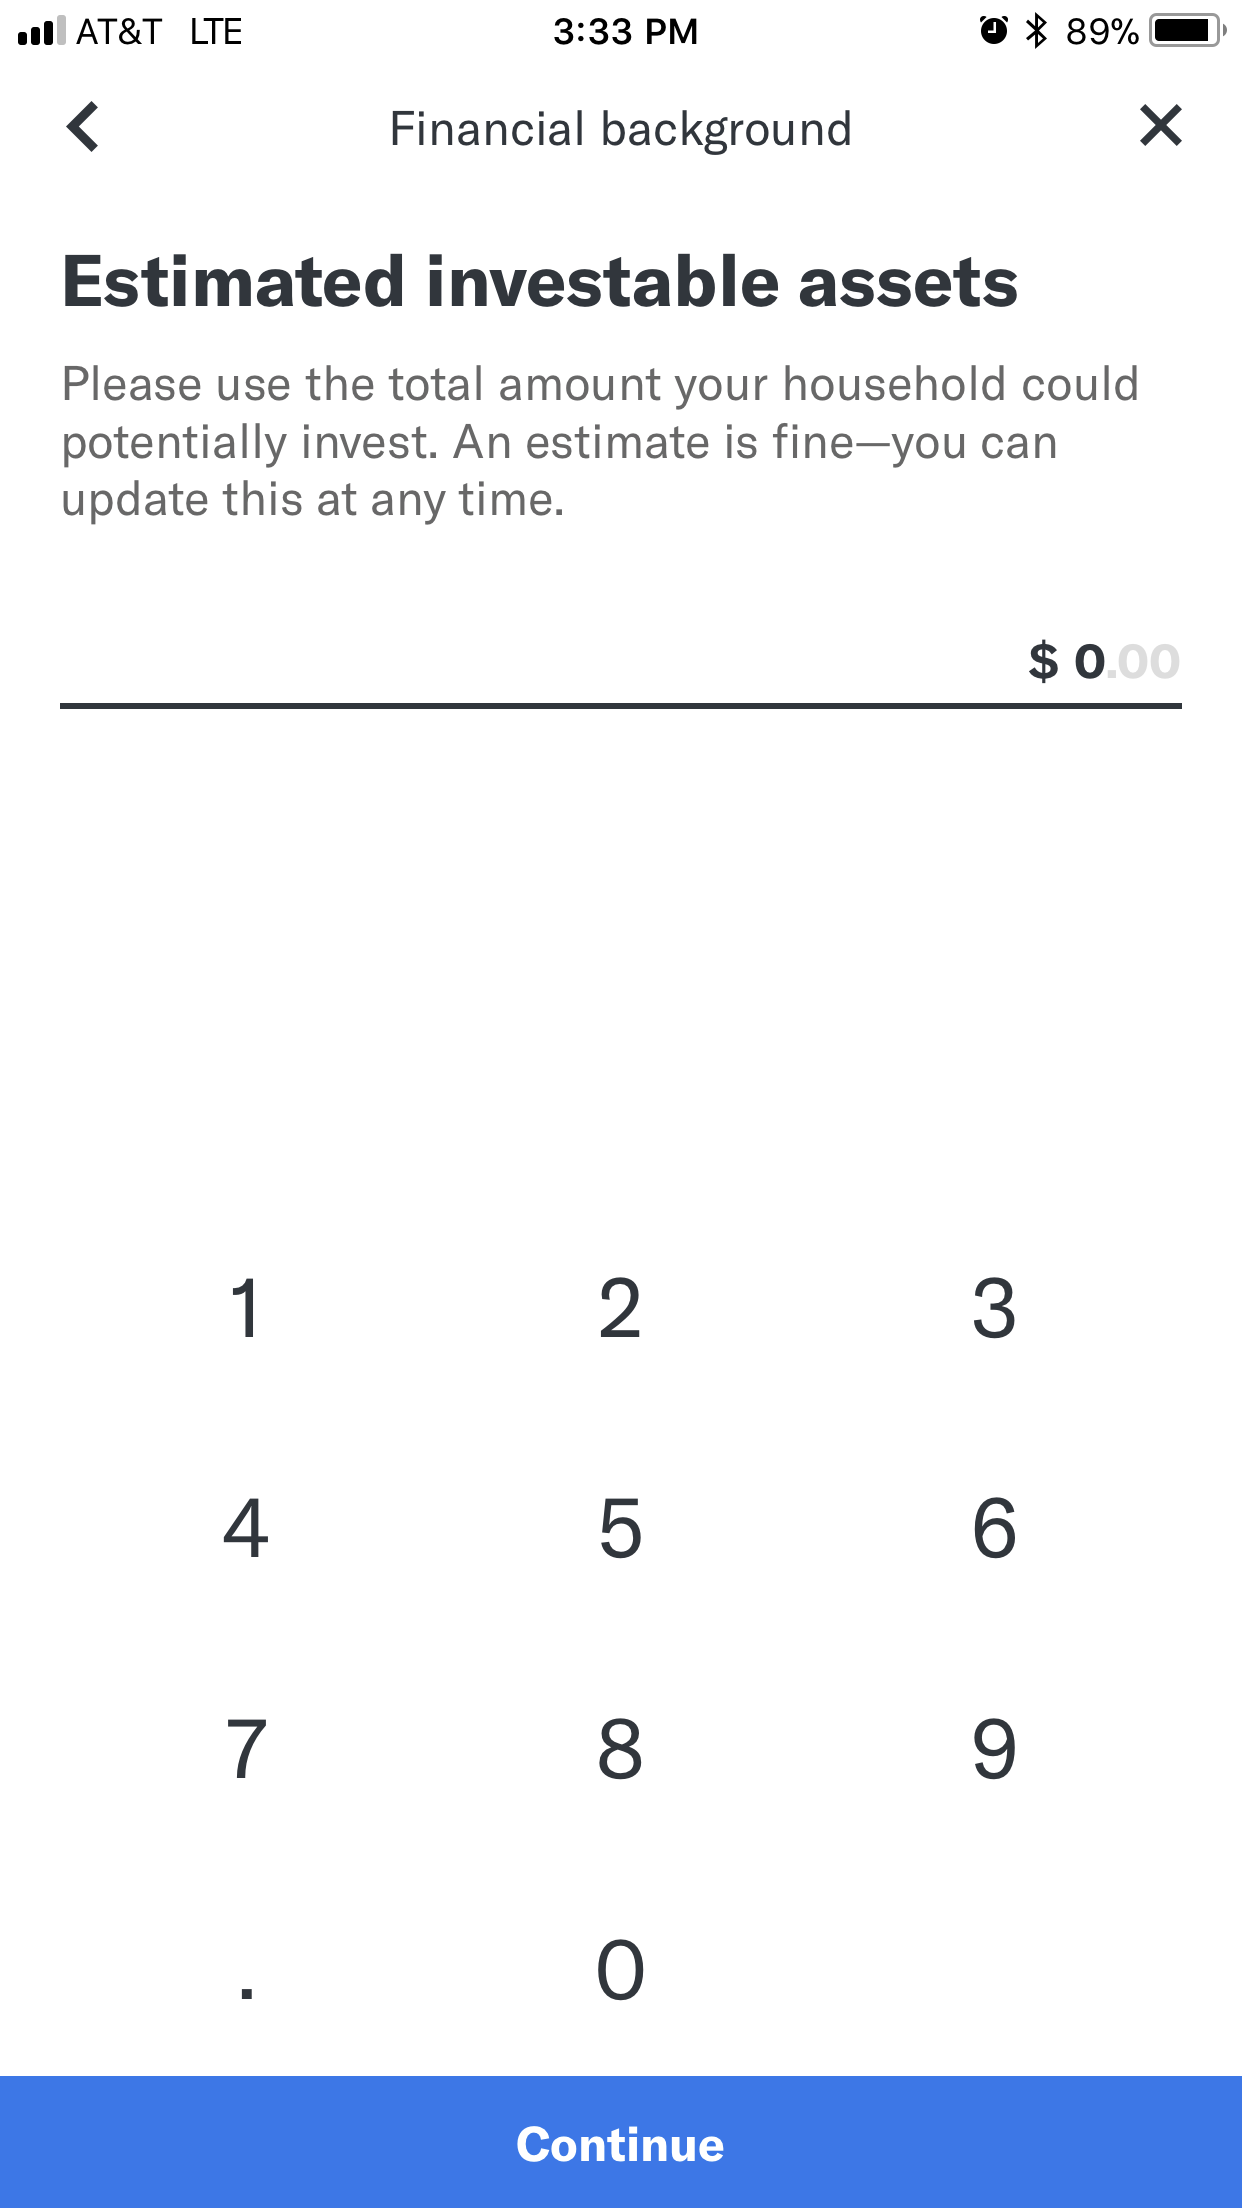 AT&T LTE 3:33 PM 89%
Financial background
Estimated investable assets
Please use the total amount your household could
potentially invest. An estimate is fine—you can
update this at any time.
$ 0.00
1 2 3
4 5 6
7 8 9
. 0
Continue